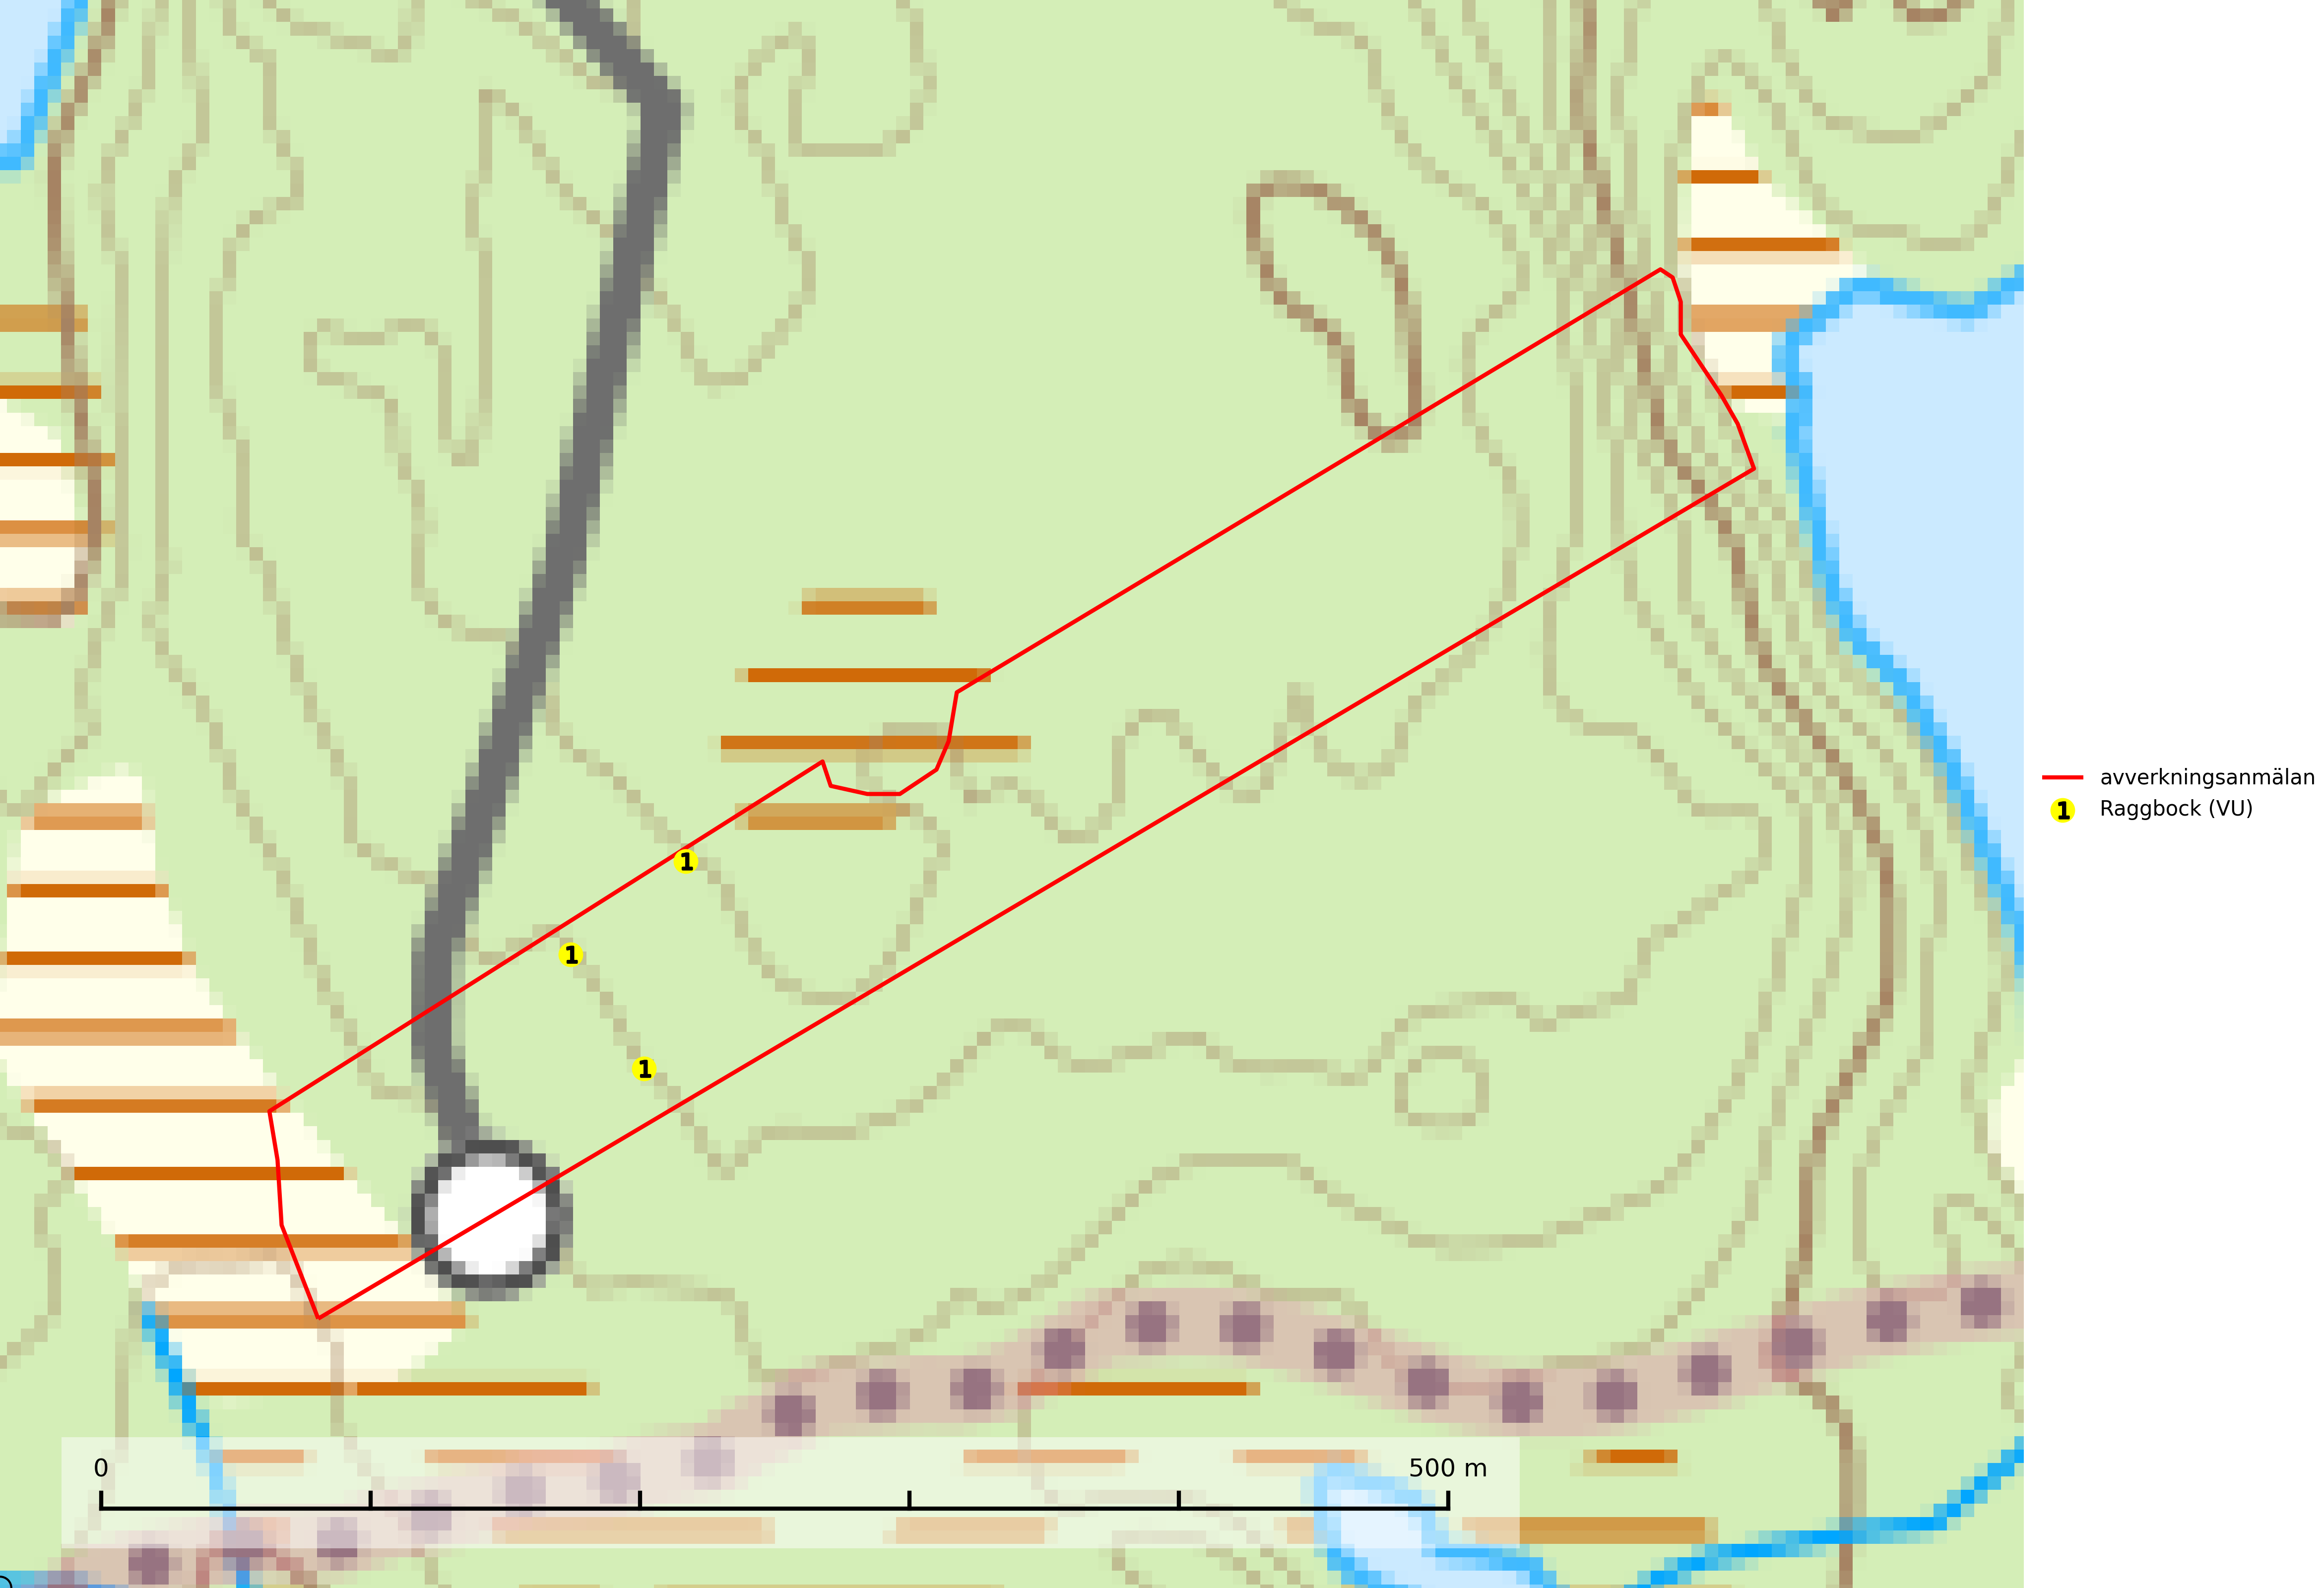 avverkningsanmälan
1 Raggbock (VU)
1
1
1
0 500 m